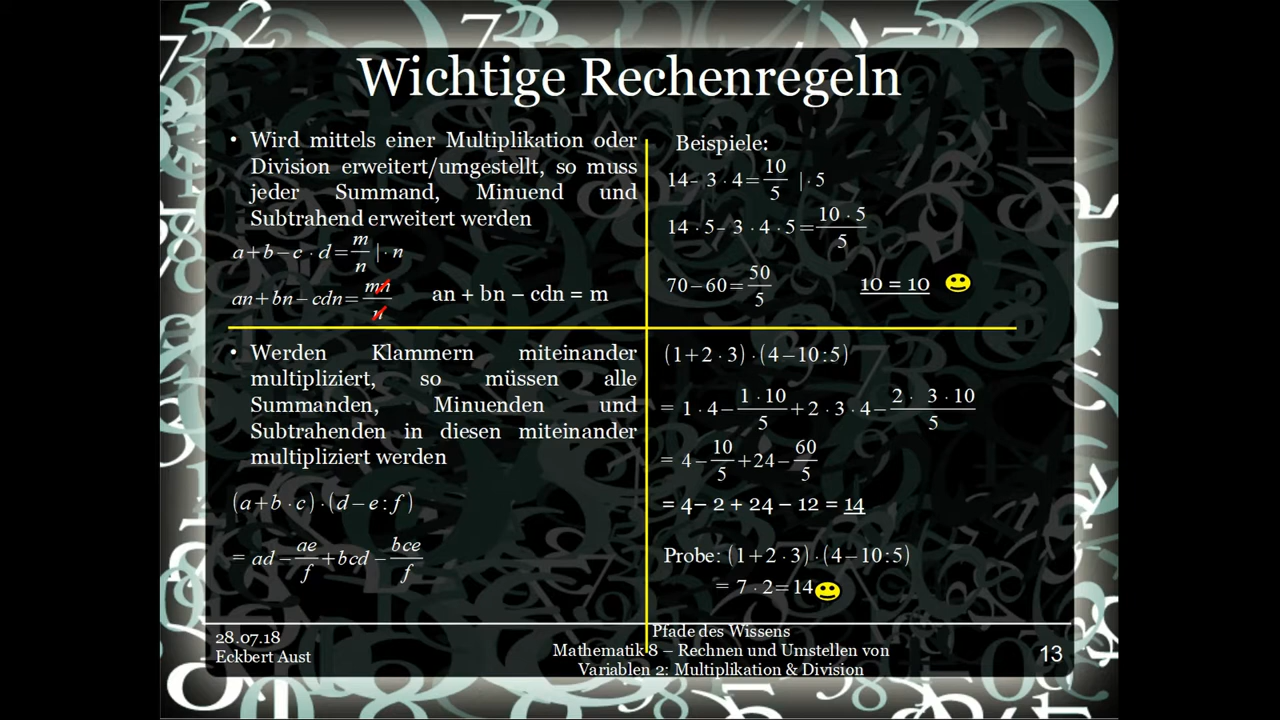 Wichtige Rechenregeln
• Wird mittels einer Multiplikation oder
Division erweitert/umgestellt, so muss
jeder Summand, Minuend und
Subtrahend erweitert werden
a+b−c·d=m/n |·n
an+bn−cdn=mn/n   an + bn − cdn = m
Beispiele:
14−3·4=10/5 |·5
14·5−3·4·5=10·5/5
70−60=50/5   10 = 10
• Werden Klammern miteinander
multipliziert, so müssen alle
Summanden, Minuenden und
Subtrahenden in diesen miteinander
multipliziert werden
(a+b·c)·(d−e:f)
= ad−ae/f+bcd−bce/f
(1+2·3)·(4−10:5)
= 1·4−1·10/5+2·3·4−2·3·10/5
= 4−10/5+24−60/5
= 4− 2 + 24 − 12 = 14
Probe: (1+2·3)·(4−10:5)
= 7·2=14
28.07.18
Eckbert Aust
Pfade des Wissens
Mathematik 8 – Rechnen und Umstellen von
Variablen 2: Multiplikation & Division
13